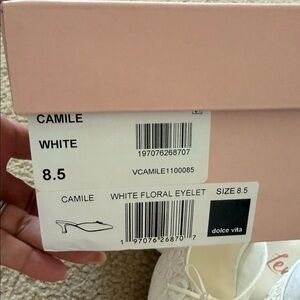 CAMILE
WHITE
197076268707
8.5
VCAMILE1100085
CAMILE WHITE FLORAL EYELET SIZE 8.5
1 97076 26870 7
dolce vita